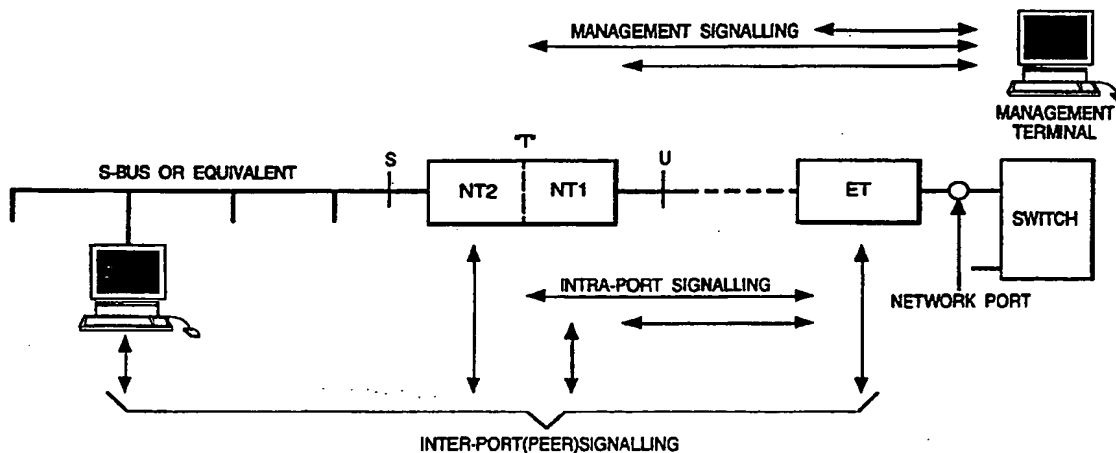 MANAGEMENT SIGNALLING
MANAGEMENT
TERMINAL
S-BUS OR EQUIVALENT
S
"T"
U
NT2
NT1
ET
SWITCH
NETWORK PORT
INTRA-PORT SIGNALLING
INTER-PORT(PEER)SIGNALLING